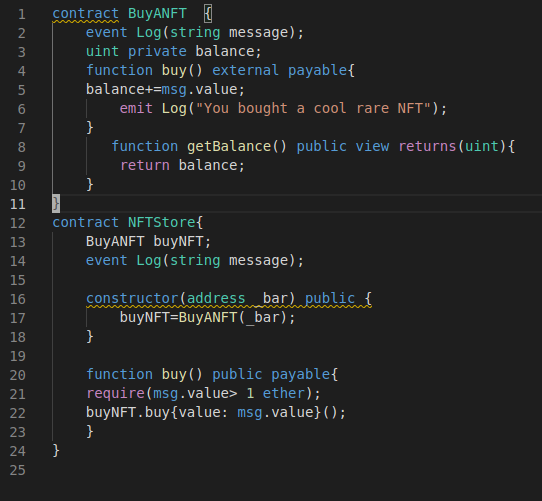 1 contract BuyANFT  {
2     event Log(string message);
3     uint private balance;
4     function buy() external payable{
5     balance+=msg.value;
6         emit Log("You bought a cool rare NFT");
7     }
8        function getBalance() public view returns(uint){
9         return balance;
10     }
11 }
12 contract NFTStore{
13     BuyANFT buyNFT;
14     event Log(string message);
15
16     constructor(address _bar) public {
17         buyNFT=BuyANFT(_bar);
18     }
19
20     function buy() public payable{
21     require(msg.value> 1 ether);
22     buyNFT.buy{value: msg.value}();
23     }
24 }
25